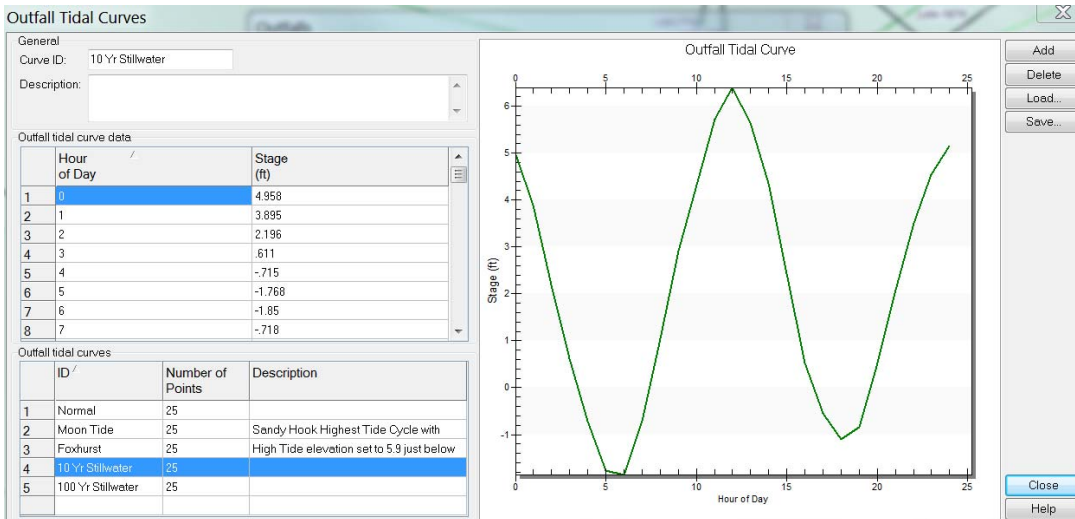 Outfall Tidal Curves
General
Curve ID: 10 Yr Stillwater
Description:
Outfall tidal curve data
Hour of Day Stage (ft)
1 0 4.958
2 1 3.895
3 2 2.196
4 3 .611
5 4 -.715
6 5 -1.768
7 6 -1.85
8 7 -.718
Outfall tidal curves
ID Number of Points Description
1 Normal 25
2 Moon Tide 25 Sandy Hook Highest Tide Cycle with
3 Foxhurst 25 High Tide elevation set to 5.9 just below
4 10 Yr Stillwater 25
5 100 Yr Stillwater 25
Outfall Tidal Curve
0 5 10 15 20 25
6
5
4
3
2
1
0
-1
Stage (ft)
0 5 10 15 20 25
Hour of Day
Add
Delete
Load...
Save...
Close
Help